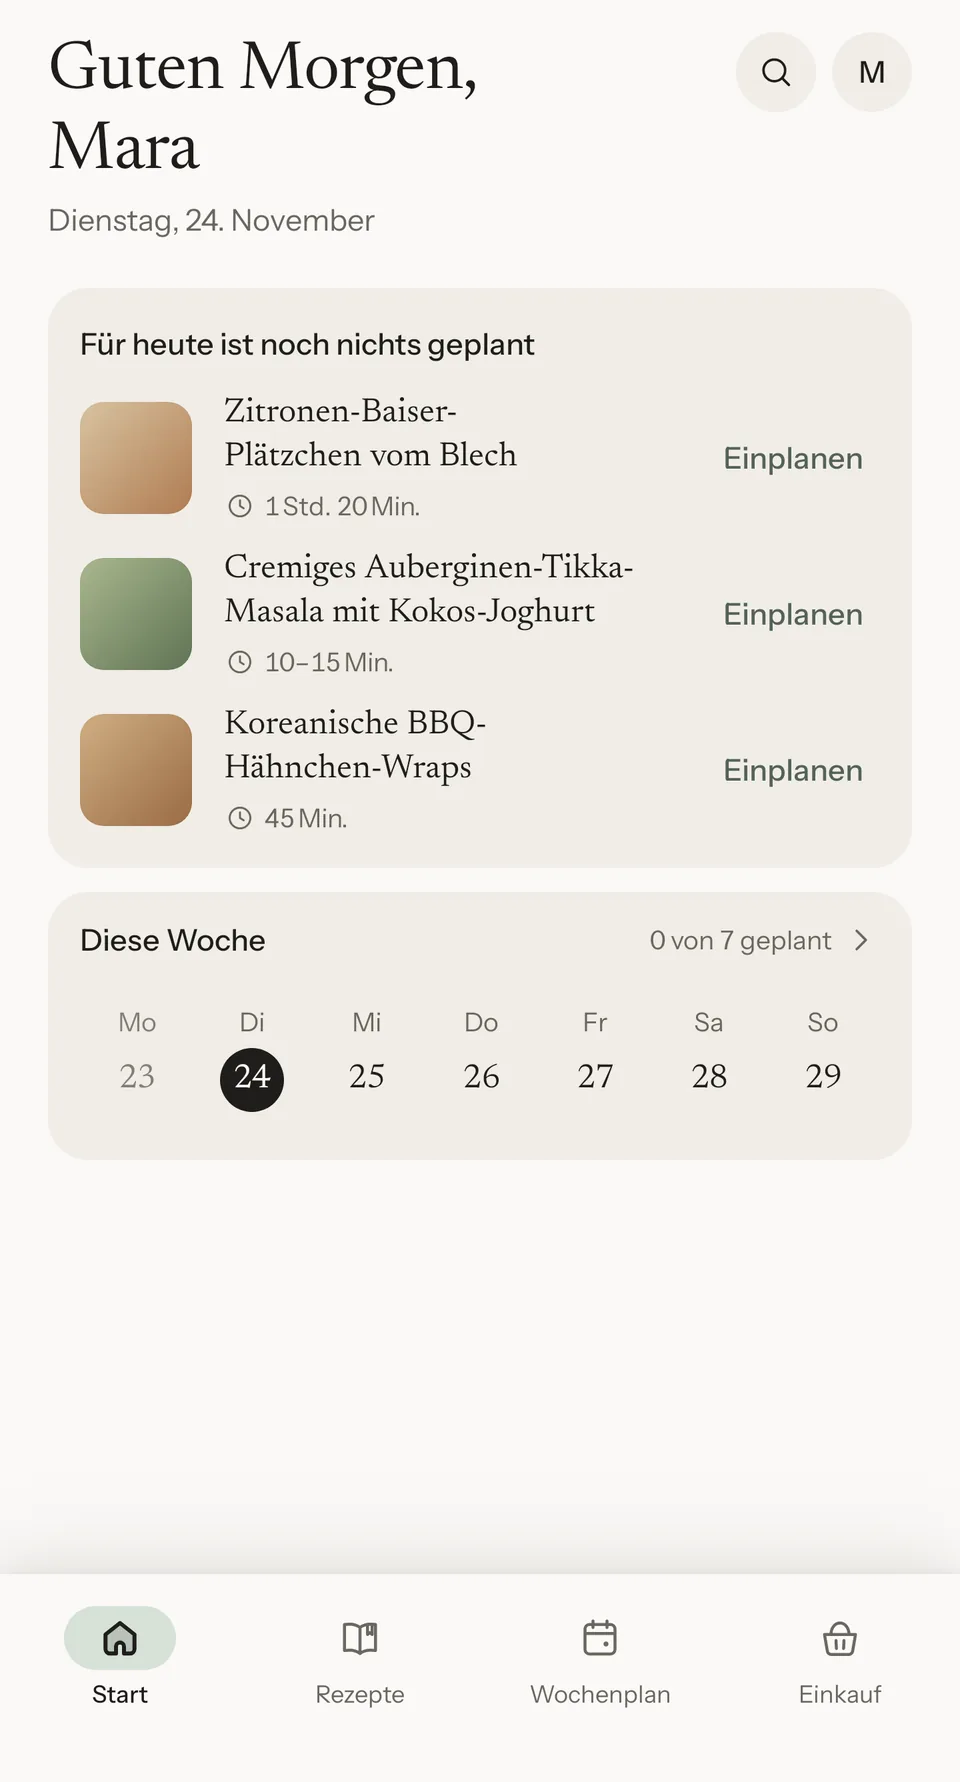 Guten Morgen,
Mara
M
Dienstag, 24. November
Für heute ist noch nichts geplant
Zitronen-Baiser-
Plätzchen vom Blech
Einplanen
1 Std. 20 Min.
Cremiges Auberginen-Tikka-
Masala mit Kokos-Joghurt
Einplanen
10–15 Min.
Koreanische BBQ-
Hähnchen-Wraps
Einplanen
45 Min.
Diese Woche
0 von 7 geplant
Mo Di Mi Do Fr Sa So
23 24 25 26 27 28 29
Start Rezepte Wochenplan Einkauf